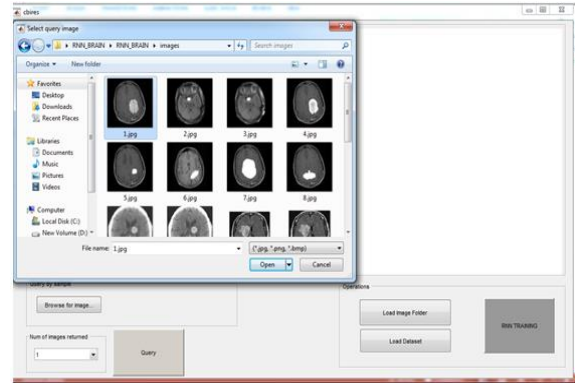 cbires
Select query image
RNN_BRAIN ▸ RNN_BRAIN ▸ images
Search images
Organize New folder
Favorites
Desktop
Downloads
Recent Places
Libraries
Documents
Music
Pictures
Videos
Computer
Local Disk (C:)
New Volume (D:)
1.jpg 2.jpg 3.jpg 4.jpg
5.jpg 6.jpg 7.jpg 8.jpg
File name: 1.jpg (*.jpg, *.png, *.bmp)
Open Cancel
Query by sample
Browse for image...
Num of images returned
1
Query
Operations
Load Image Folder
Load Dataset
RNN TRAINING